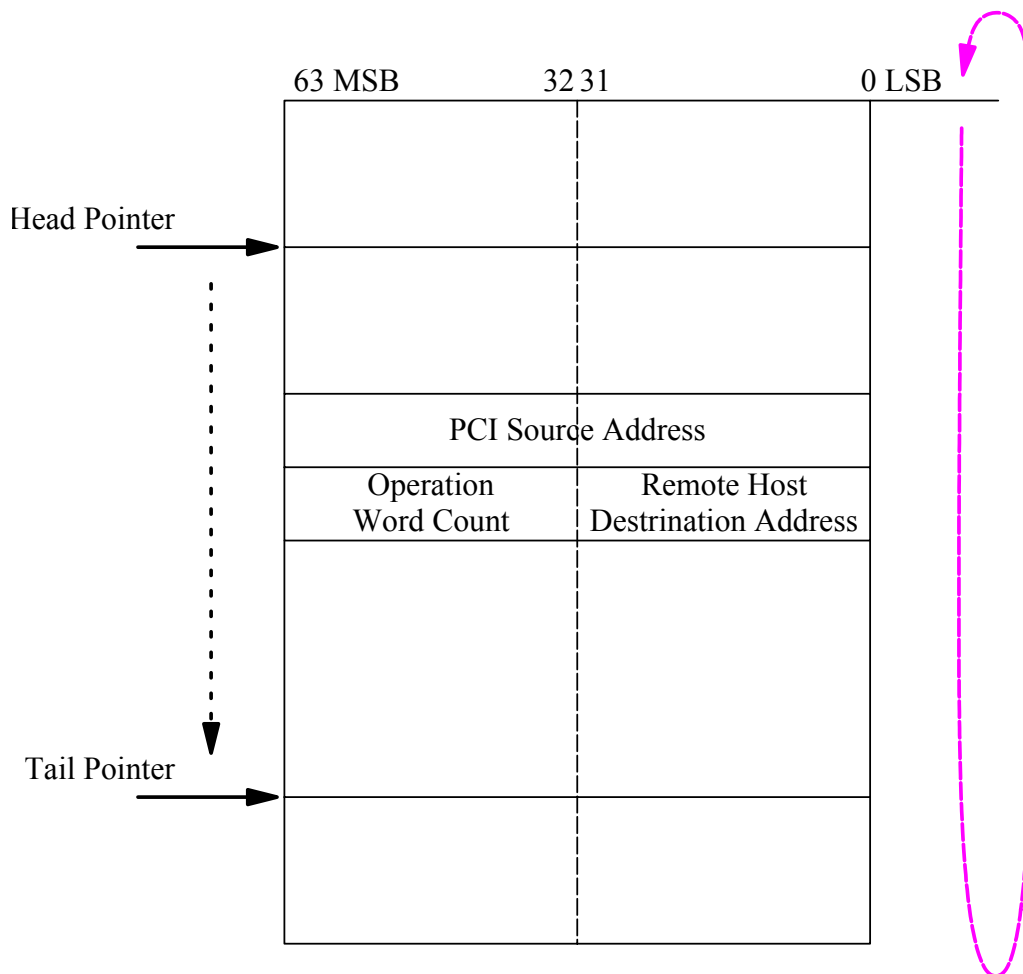 63 MSB 32 31 0 LSB
Head Pointer
PCI Source Address
Operation
Word Count
Remote Host
Destrination Address
Tail Pointer